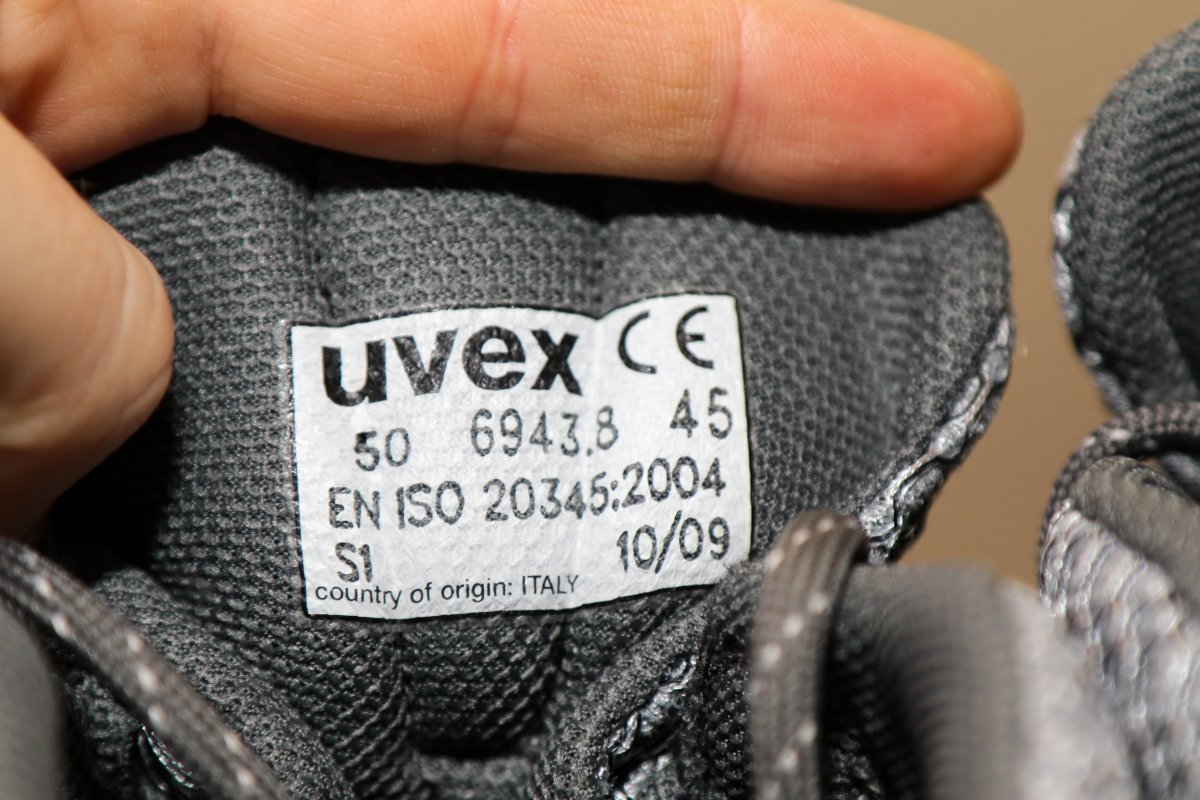 uvex CE
50 6943.8 45
EN ISO 20345:2004
S1 10/09
country of origin: ITALY